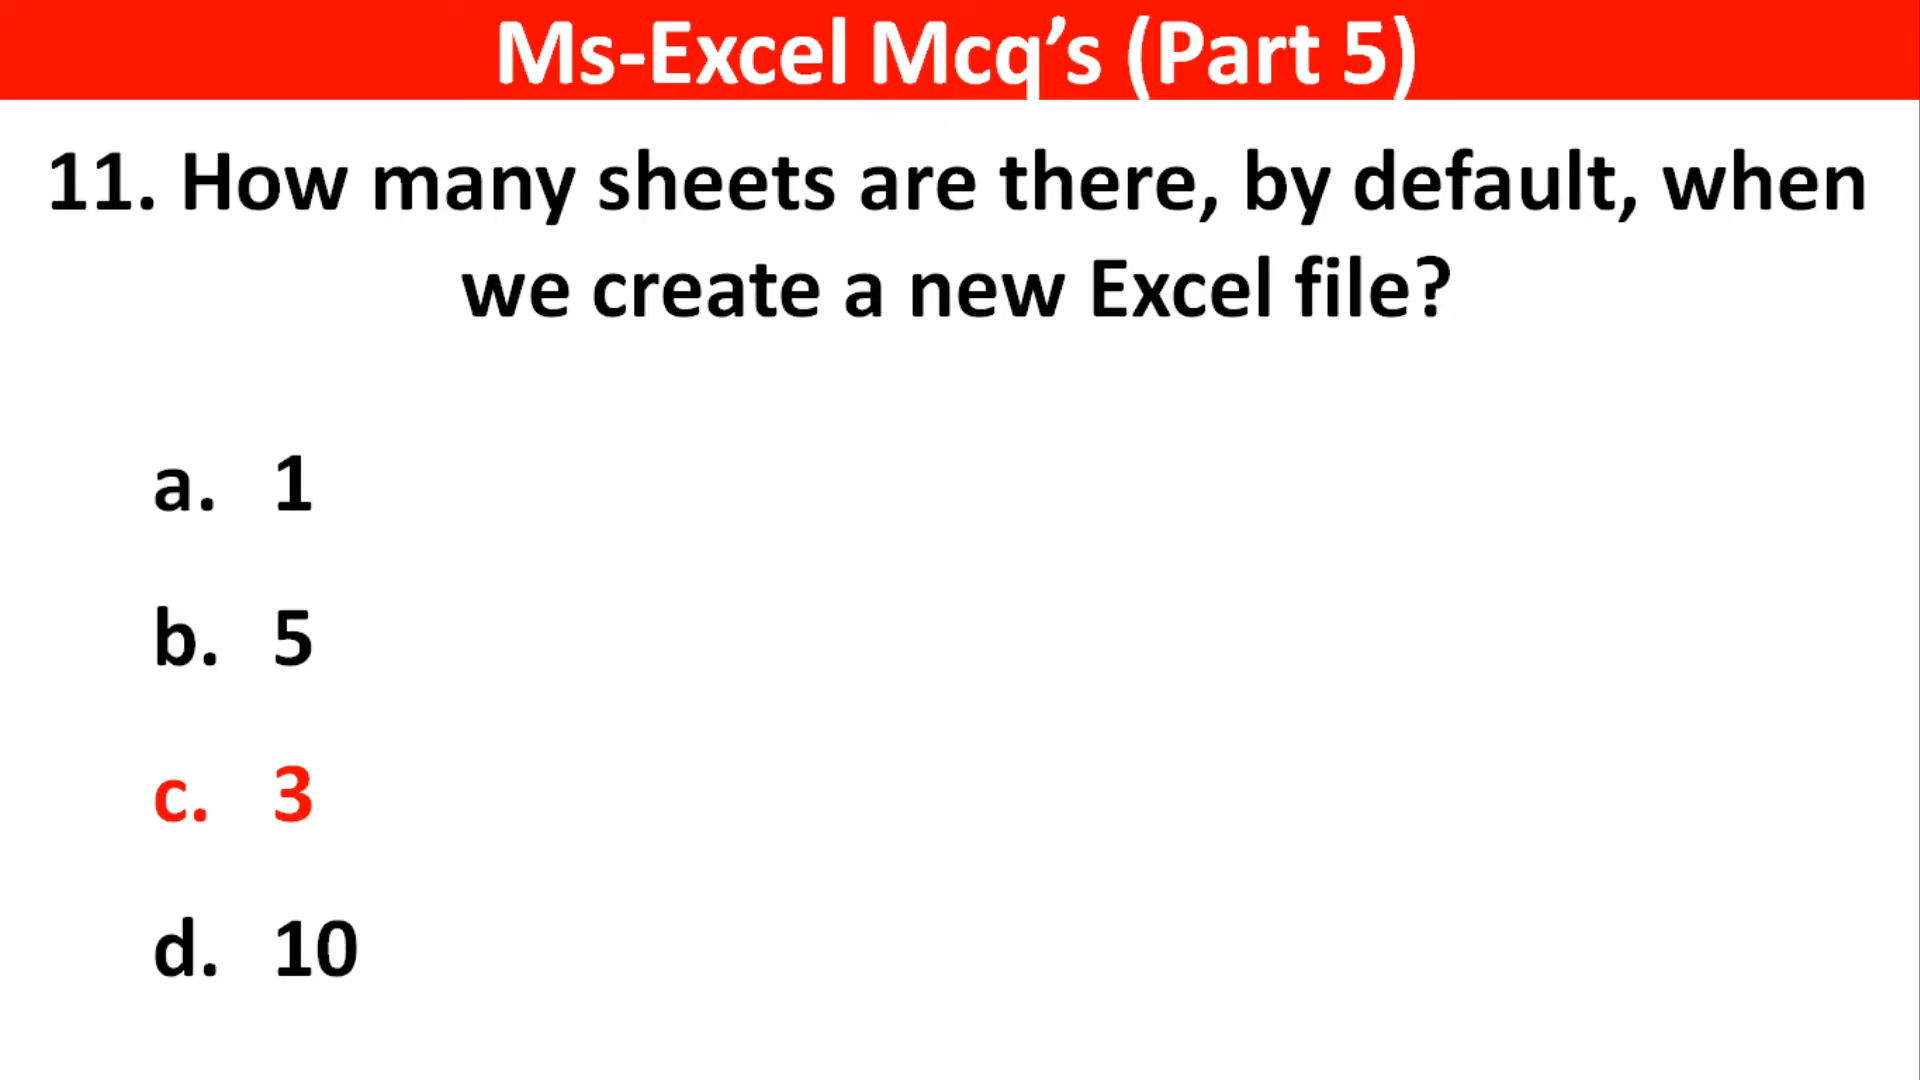 Ms-Excel Mcq’s (Part 5)
11. How many sheets are there, by default, when
we create a new Excel file?
a. 1
b. 5
c. 3
d. 10